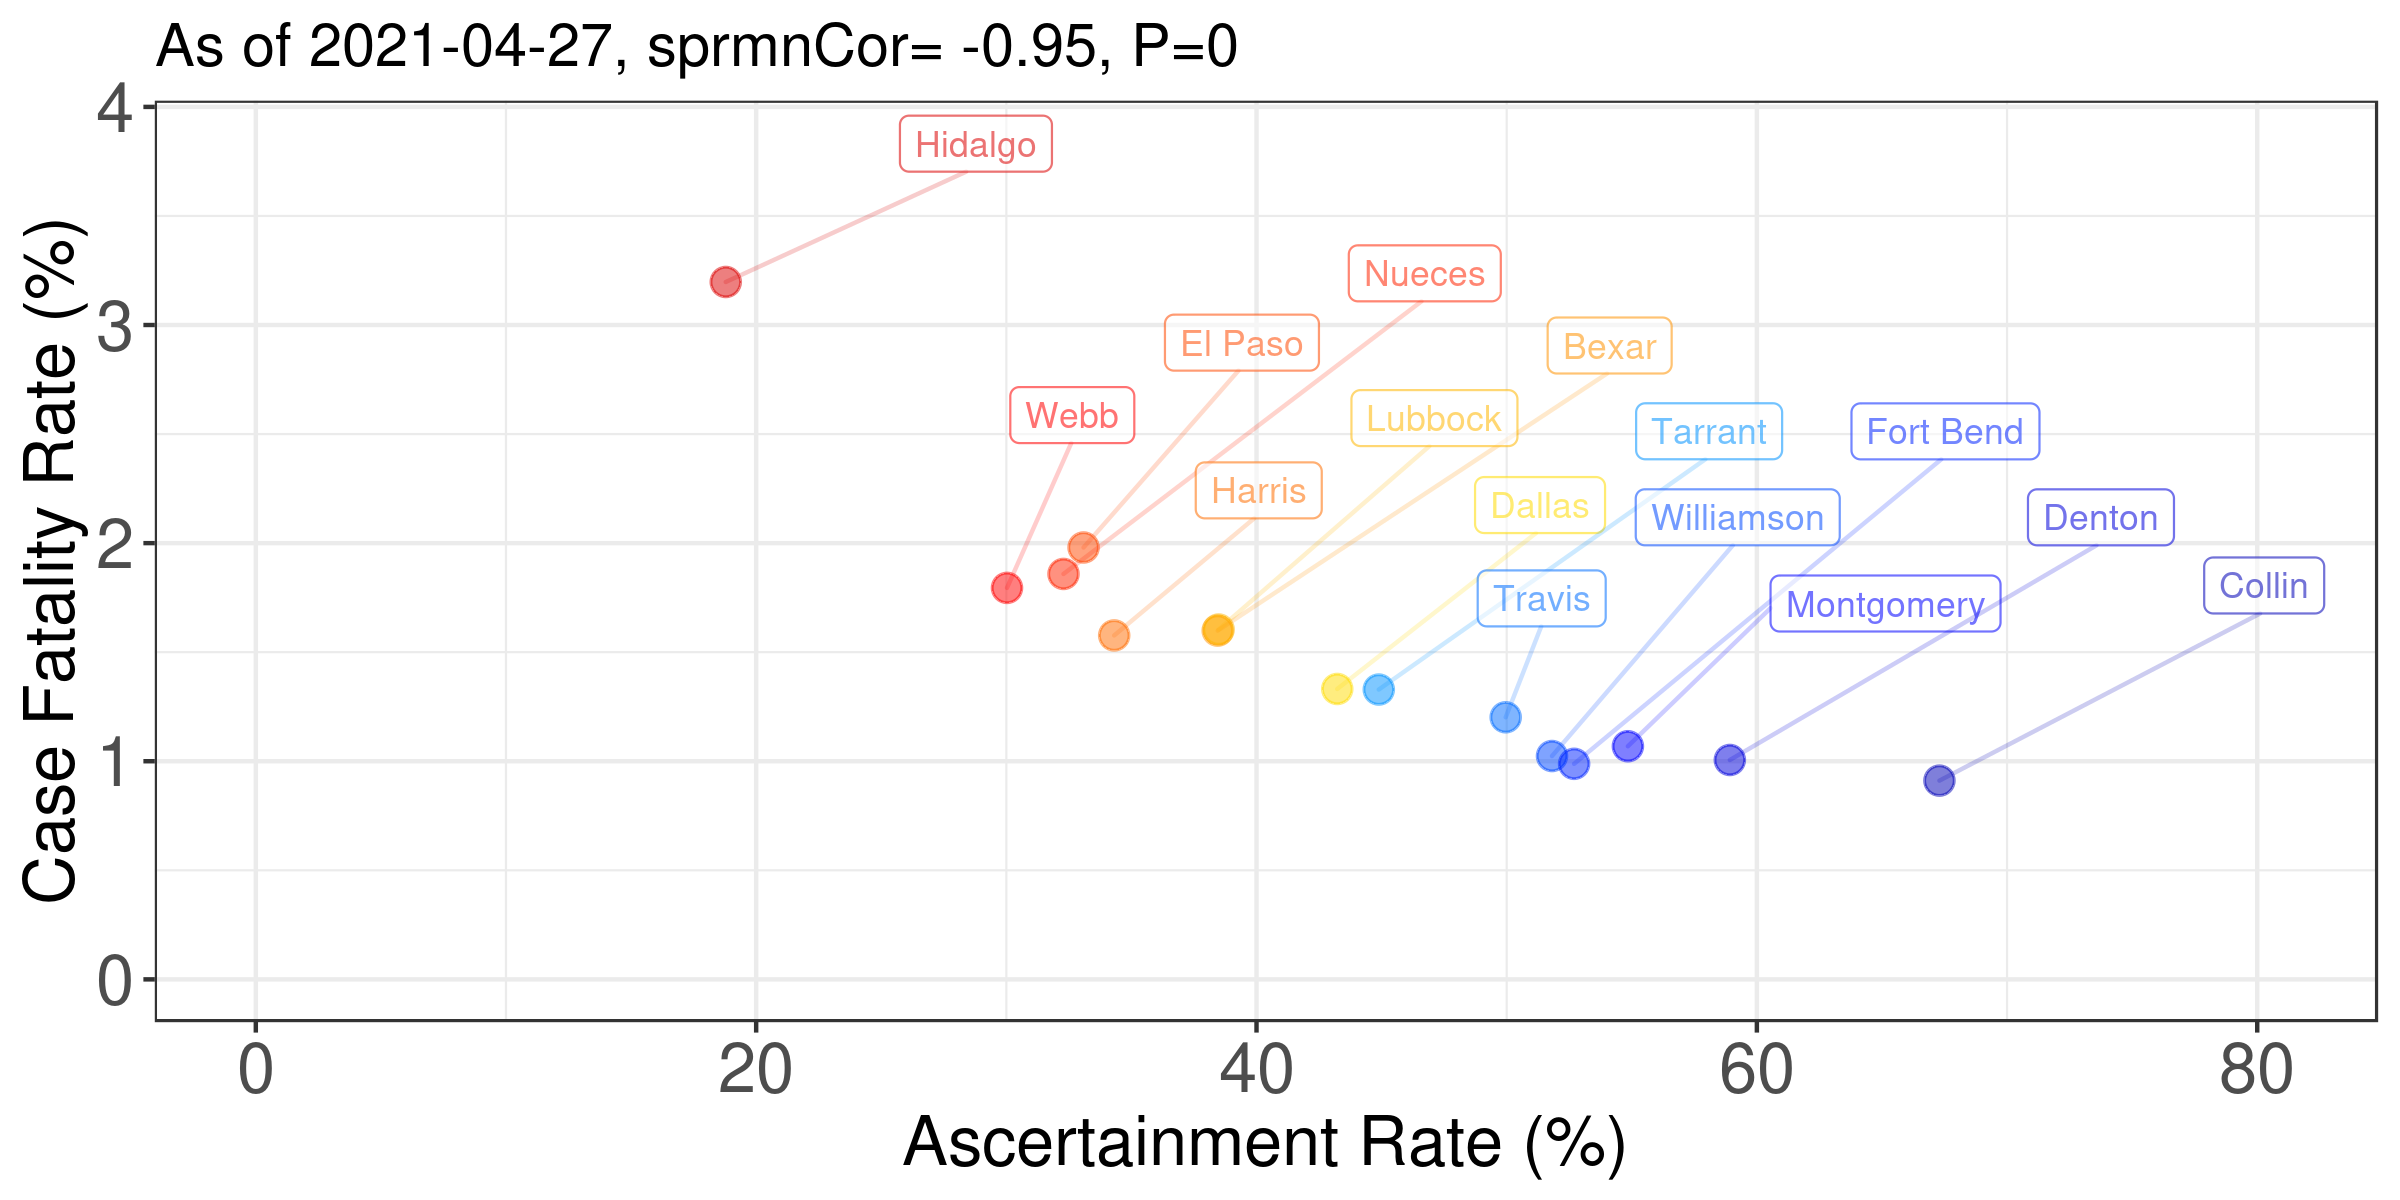 As of 2021-04-27, sprmnCor= -0.95, P=0
Case Fatality Rate (%)
4
3
2
1
0
Hidalgo
Nueces
El Paso
Bexar
Webb
Lubbock
Tarrant
Fort Bend
Harris
Dallas
Williamson
Denton
Travis
Montgomery
Collin
0 20 40 60 80
Ascertainment Rate (%)